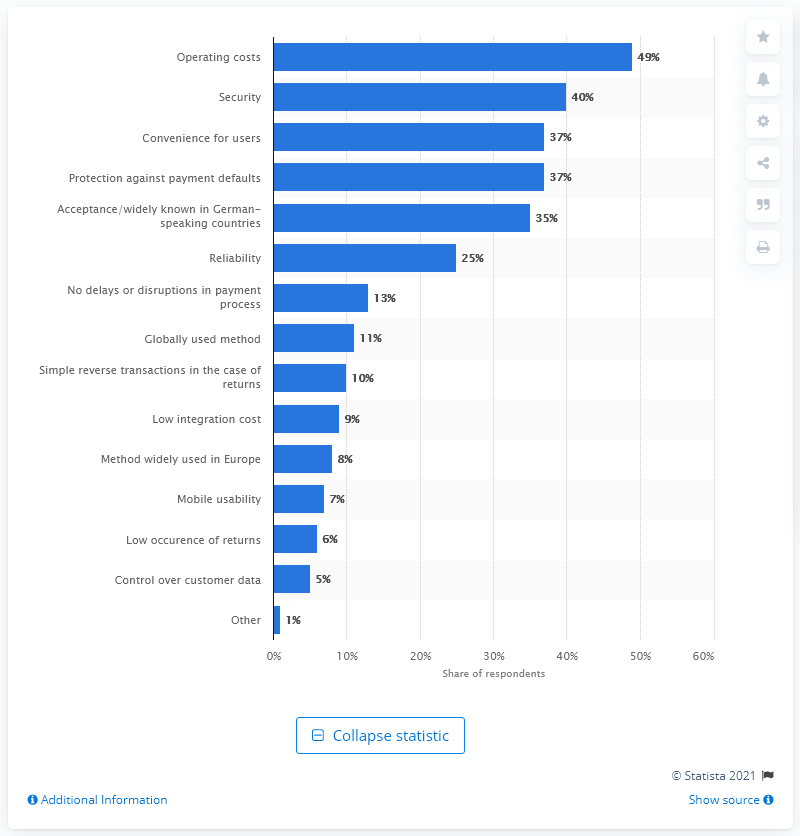 Operating costs
49%
Security
40%
Convenience for users
37%
Protection against payment defaults
37%
Acceptance/widely known in German-
speaking countries
35%
Reliability
25%
No delays or disruptions in payment
process
13%
Globally used method
11%
Simple reverse transactions in the case of
returns
10%
Low integration cost
9%
Method widely used in Europe
8%
Mobile usability
7%
Low occurence of returns
6%
Control over customer data
5%
Other
1%
0% 10% 20% 30% 40% 50% 60%
Share of respondents
Collapse statistic
© Statista 2021
Additional Information
Show source